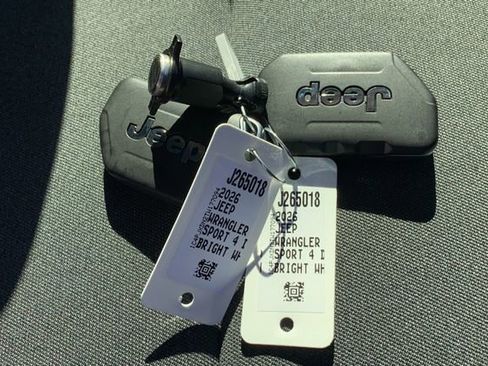 Jeep
Jeep
J265018
2026
JEEP
WRANGLER
SPORT 4 D
BRIGHT WH
J265018
2026
JEEP
WRANGLER
SPORT 4 D
BRIGHT WH